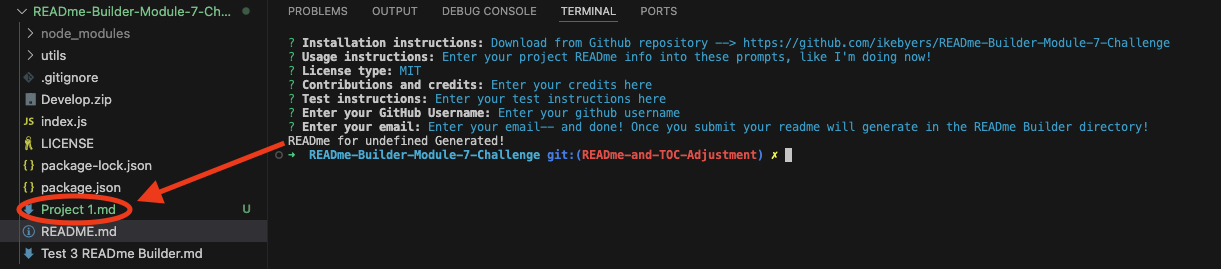 READme-Builder-Module-7-Ch...
node_modules
utils
.gitignore
Develop.zip
JS index.js
LICENSE
{} package-lock.json
{} package.json
Project 1.md U
README.md
Test 3 READme Builder.md
PROBLEMS OUTPUT DEBUG CONSOLE TERMINAL PORTS
? Installation instructions: Download from Github repository --> https://github.com/ikebyers/READme-Builder-Module-7-Challenge
? Usage instructions: Enter your project READme info into these prompts, like I'm doing now!
? License type: MIT
? Contributions and credits: Enter your credits here
? Test instructions: Enter your test instructions here
? Enter your GitHub Username: Enter your github username
? Enter your email: Enter your email-- and done! Once you submit your readme will generate in the READme Builder directory!
READme for undefined Generated!
➜ READme-Builder-Module-7-Challenge git:(READme-and-TOC-Adjustment) ✗